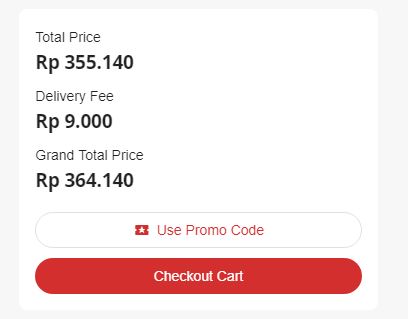 Total Price
Rp 355.140
Delivery Fee
Rp 9.000
Grand Total Price
Rp 364.140
Use Promo Code
Checkout Cart